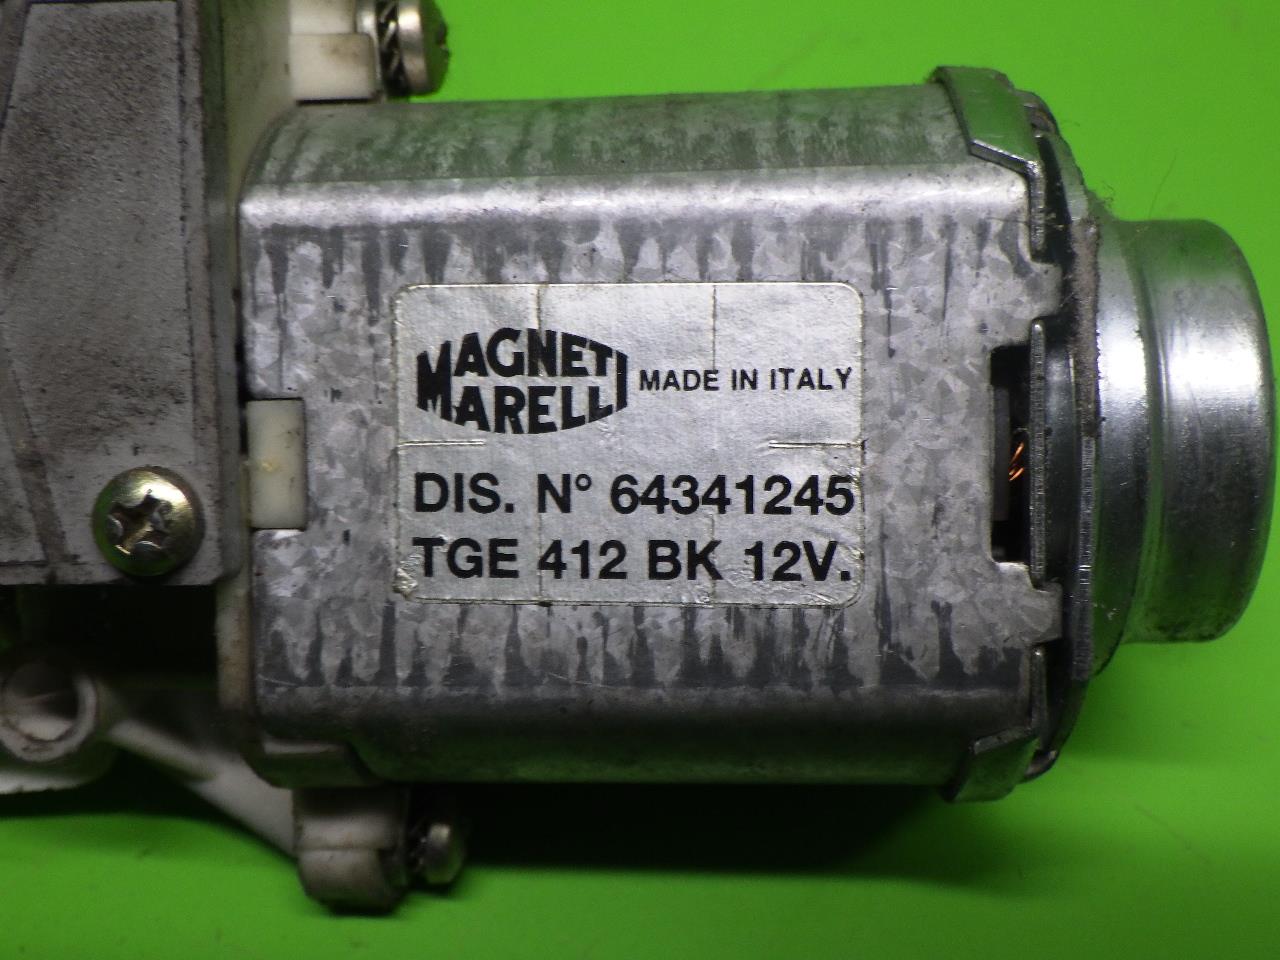 MAGNETI
MARELLI
MADE IN ITALY
DIS. N° 64341245
TGE 412 BK 12V.